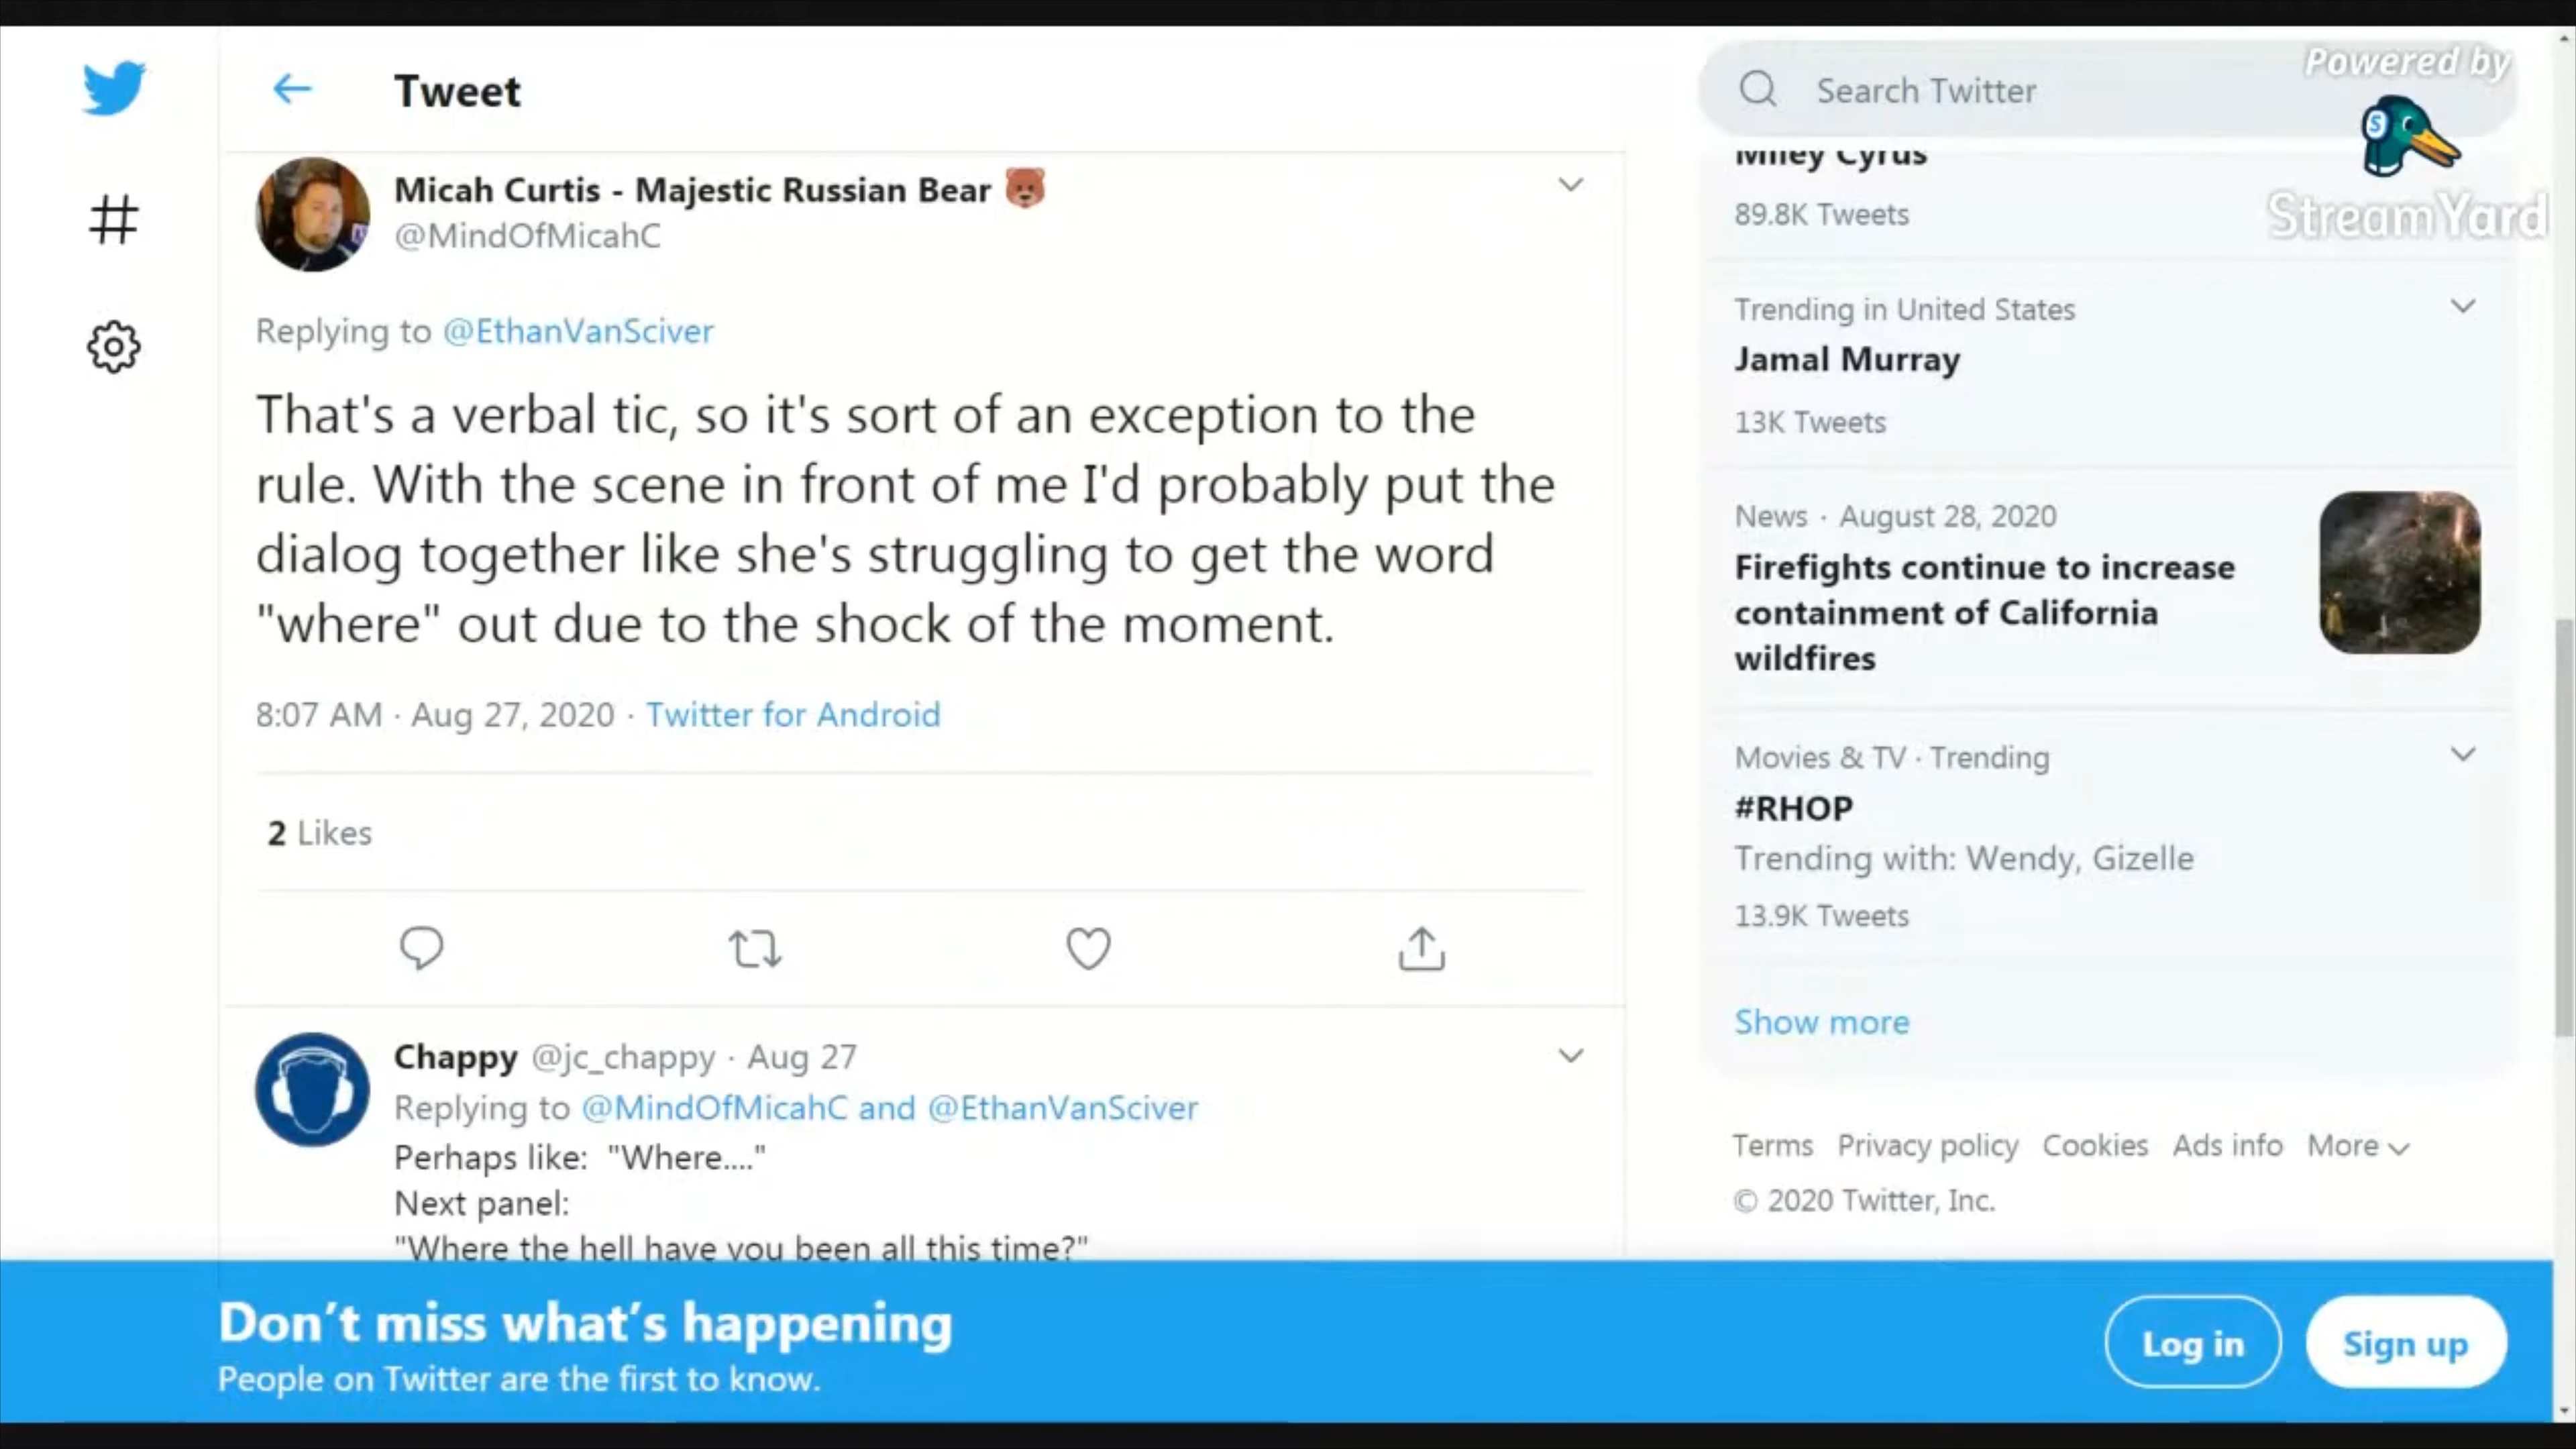 Tweet
Micah Curtis - Majestic Russian Bear
@MindOfMicahC
Replying to @EthanVanSciver
That's a verbal tic, so it's sort of an exception to the
rule. With the scene in front of me I'd probably put the
dialog together like she's struggling to get the word
"where" out due to the shock of the moment.
8:07 AM · Aug 27, 2020 · Twitter for Android
2 Likes
Chappy @jc_chappy · Aug 27
Replying to @MindOfMicahC and @EthanVanSciver
Perhaps like: "Where...."
Next panel:
"Where the hell have you been all this time?"
Search Twitter
Powered by
StreamYard
Miley Cyrus
89.8K Tweets
Trending in United States
Jamal Murray
13K Tweets
News · August 28, 2020
Firefights continue to increase
containment of California
wildfires
Movies & TV · Trending
#RHOP
Trending with: Wendy, Gizelle
13.9K Tweets
Show more
Terms Privacy policy Cookies Ads info More
© 2020 Twitter, Inc.
Don't miss what's happening
People on Twitter are the first to know.
Log in
Sign up